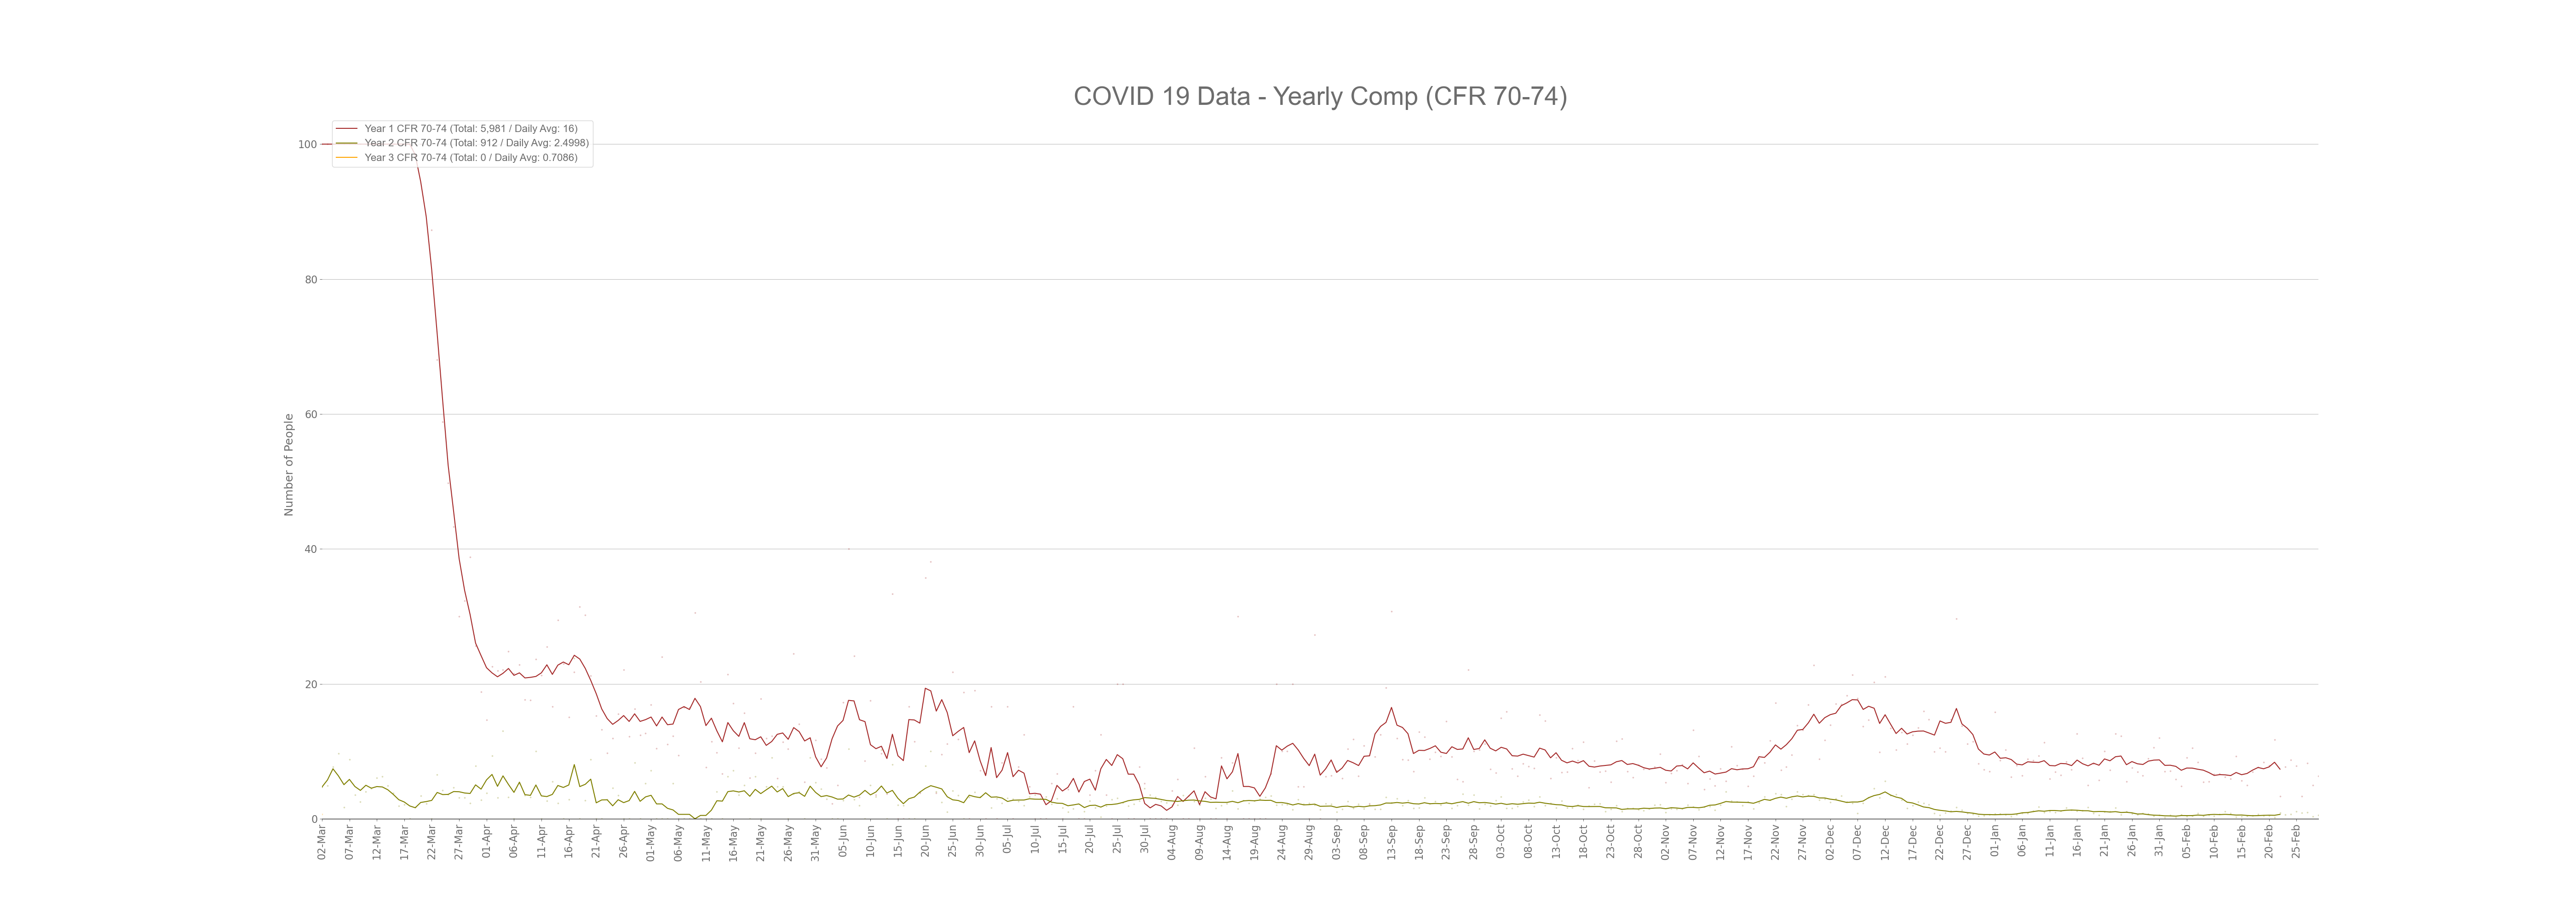 COVID 19 Data - Yearly Comp (CFR 70-74)
Year 1 CFR 70-74 (Total: 5,981 / Daily Avg: 16)
Year 2 CFR 70-74 (Total: 912 / Daily Avg: 2.4998)
Year 3 CFR 70-74 (Total: 0 / Daily Avg: 0.7086)
Number of People
100
80
60
40
20
0
02-Mar
07-Mar
12-Mar
17-Mar
22-Mar
27-Mar
01-Apr
06-Apr
11-Apr
16-Apr
21-Apr
26-Apr
01-May
06-May
11-May
16-May
21-May
26-May
31-May
05-Jun
10-Jun
15-Jun
20-Jun
25-Jun
30-Jun
05-Jul
10-Jul
15-Jul
20-Jul
25-Jul
30-Jul
04-Aug
09-Aug
14-Aug
19-Aug
24-Aug
29-Aug
03-Sep
08-Sep
13-Sep
18-Sep
23-Sep
28-Sep
03-Oct
08-Oct
13-Oct
18-Oct
23-Oct
28-Oct
02-Nov
07-Nov
12-Nov
17-Nov
22-Nov
27-Nov
02-Dec
07-Dec
12-Dec
17-Dec
22-Dec
27-Dec
01-Jan
06-Jan
11-Jan
16-Jan
21-Jan
26-Jan
31-Jan
05-Feb
10-Feb
15-Feb
20-Feb
25-Feb